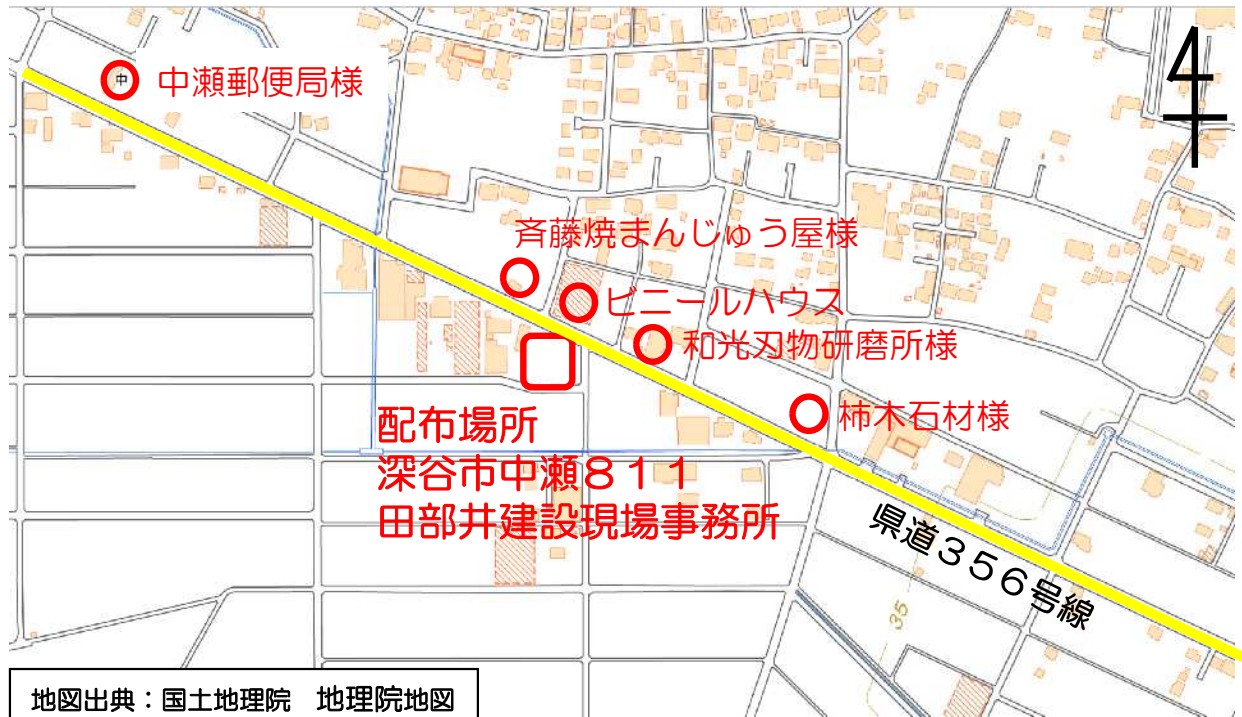 中
中瀬郵便局様
4
斉藤焼まんじゅう屋様
ビニールハウス
和光刃物研磨所様
柿木石材様
配布場所
深谷市中瀬８１１
田部井建設現場事務所
県道３５６号線
35
地図出典：国土地理院　地理院地図